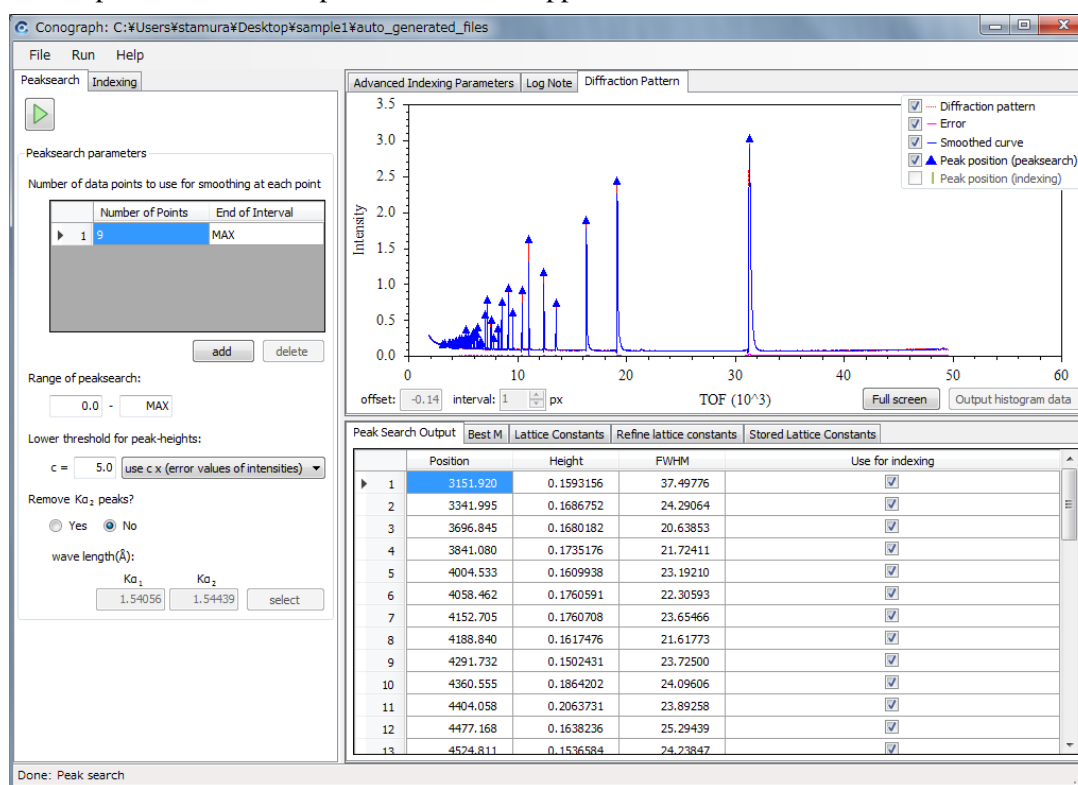 Conograph: C:¥Users¥stamura¥Desktop¥sample1¥auto_generated_files
File Run Help
Peaksearch Indexing
Peaksearch parameters
Number of data points to use for smoothing at each point
Number of Points End of Interval
1 9 MAX
add delete
Range of peaksearch:
0.0 - MAX
Lower threshold for peak-heights:
c = 5.0 use c x (error values of intensities)
Remove Kα₂ peaks?
Yes No
wave length(Å):
Kα₁ Kα₂
1.54056 1.54439 select
Advanced Indexing Parameters Log Note Diffraction Pattern
3.5
3.0
2.5
2.0
1.5
1.0
0.5
0.0
Intensity
0 10 20 30 40 50 60
TOF (10^3)
Diffraction pattern
Error
Smoothed curve
Peak position (peaksearch)
Peak position (indexing)
offset: -0.14 interval: 1 px
Full screen Output histogram data
Peak Search Output Best M Lattice Constants Refine lattice constants Stored Lattice Constants
Position Height FWHM Use for indexing
1 3151.920 0.1593156 37.49776
2 3341.995 0.1686752 24.29064
3 3696.845 0.1680182 20.63853
4 3841.080 0.1735176 21.72411
5 4004.533 0.1609938 23.19210
6 4058.462 0.1760591 22.30593
7 4152.705 0.1760708 23.65466
8 4188.840 0.1617476 21.61773
9 4291.732 0.1502431 23.72500
10 4360.555 0.1864202 24.09606
11 4404.058 0.2063731 23.89258
12 4477.168 0.1638236 25.29439
13 4524.811 0.1536584 24.23847
Done: Peak search